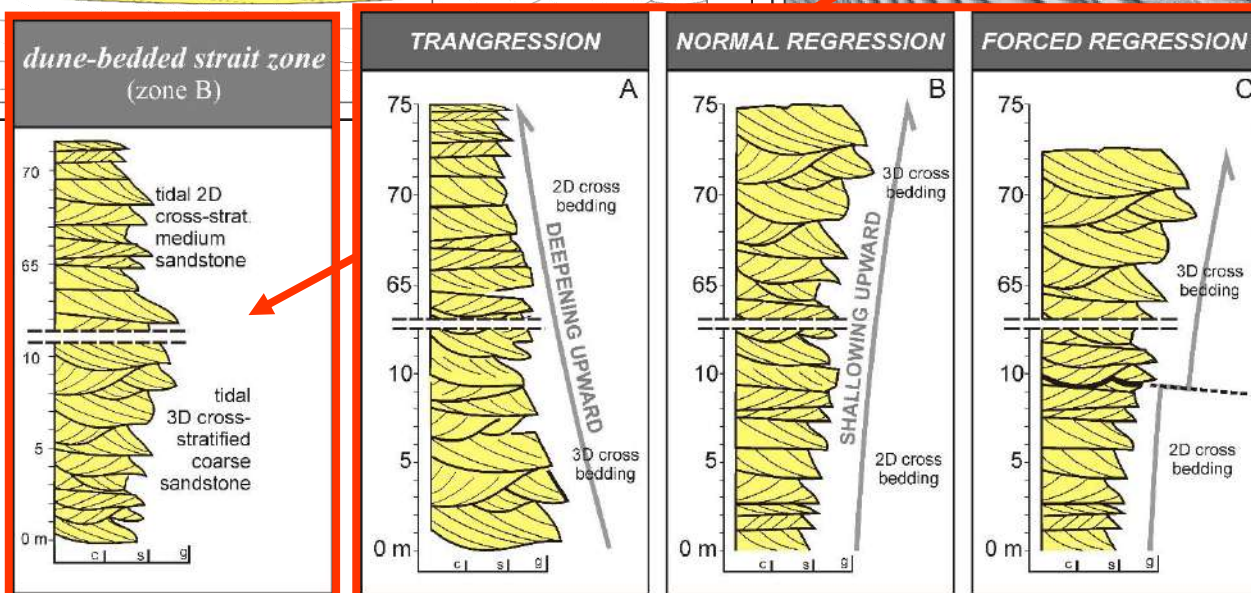 dune-bedded strait zone
(zone B)
70
65
10
5
0 m
tidal 2D
cross-strat.
medium
sandstone
tidal
3D cross-
stratified
coarse
sandstone
c
s
g
TRANGRESSION
A
75
70
65
10
5
0 m
2D cross
bedding
DEEPENING UPWARD
3D cross
bedding
c
s
g
NORMAL REGRESSION
B
75
70
65
10
5
0 m
3D cross
bedding
SHALLOWING UPWARD
2D cross
bedding
c
s
g
FORCED REGRESSION
C
75
70
65
10
5
0 m
3D cross
bedding
2D cross
bedding
c
s
g